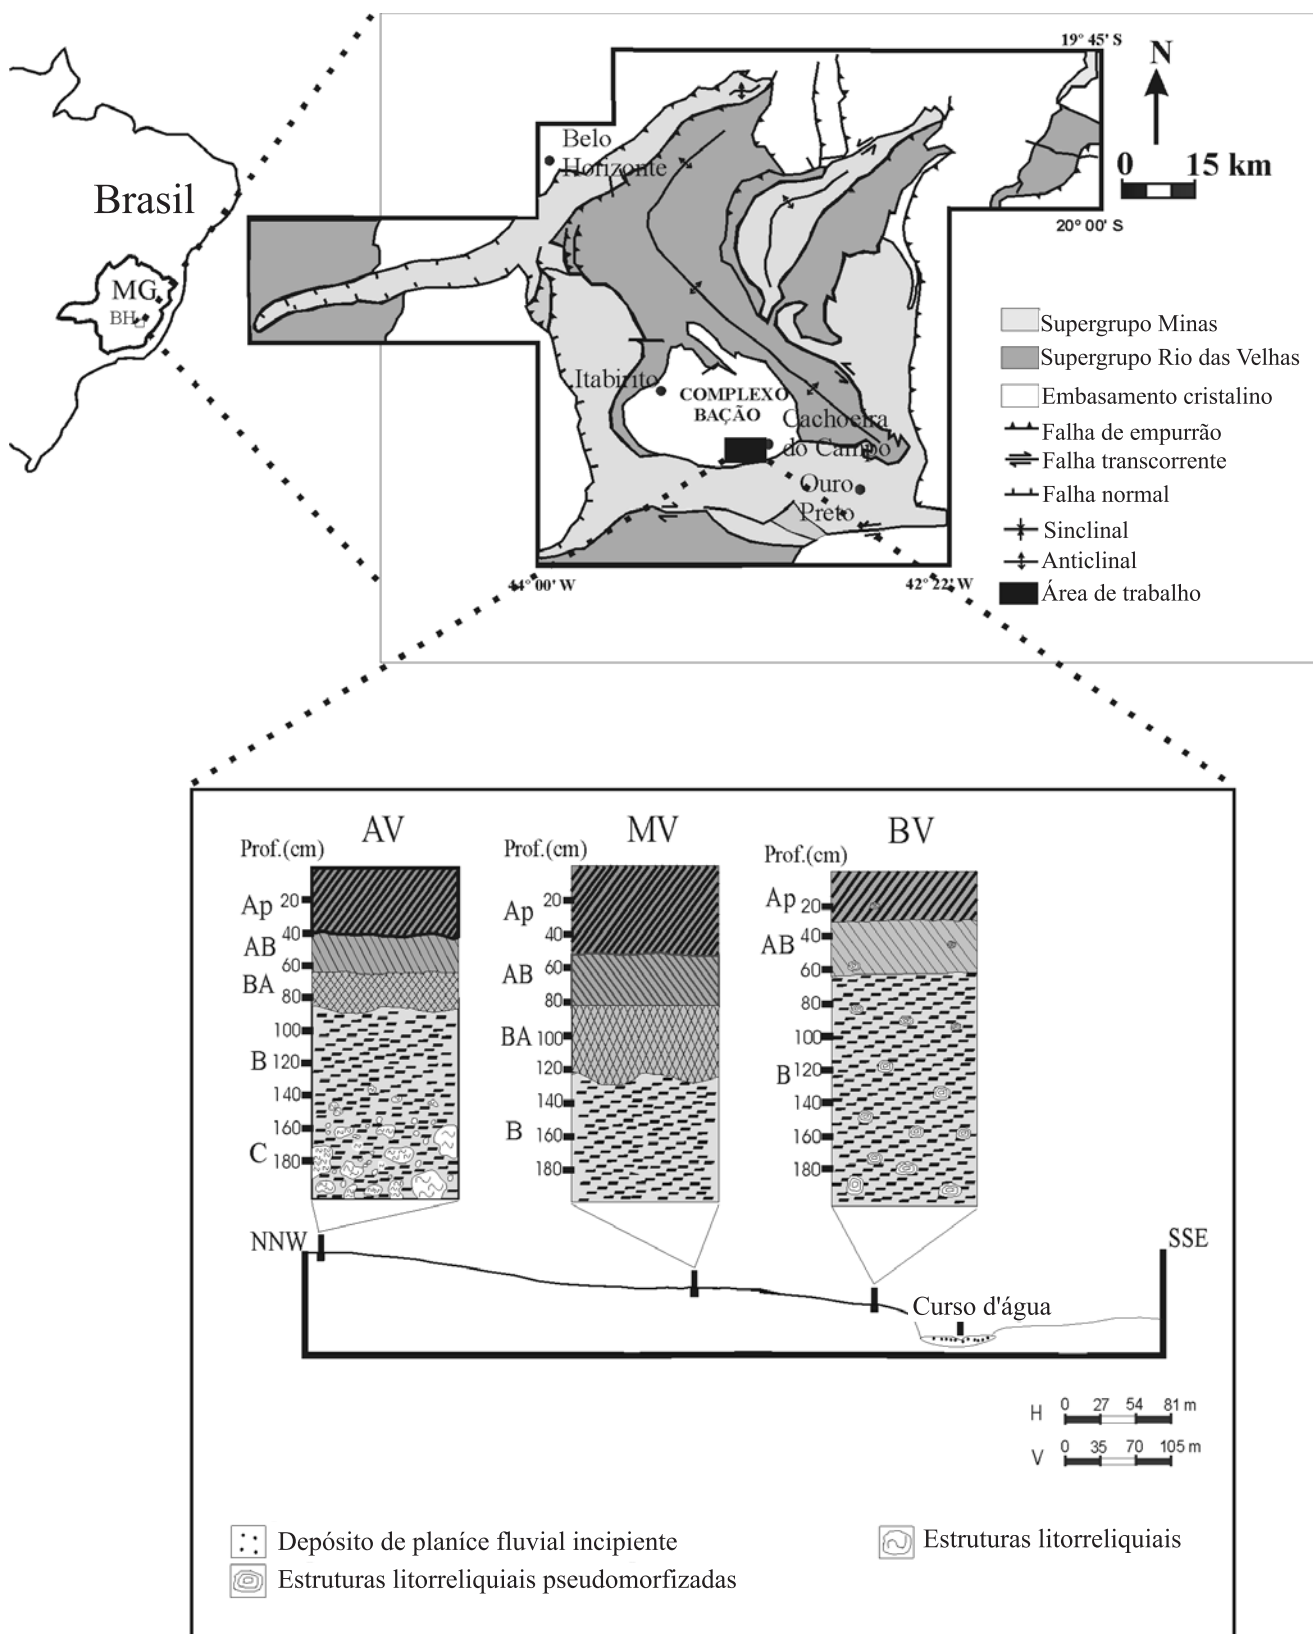 19° 45' S
N
Belo
Horizonte
0 15 km
Brasil
20° 00' S
MG
BH
Supergrupo Minas
Supergrupo Rio das Velhas
Itabirito
COMPLEXO
BAÇÃO
Embasamento cristalino
Cachoeira
do Campo
Falha de empurrão
Falha transcorrente
Ouro
Preto
Falha normal
Sinclinal
Anticlinal
44° 00' W
42° 22' W
Área de trabalho
AV
MV
BV
Prof.(cm)
Prof.(cm)
Prof.(cm)
Ap
AB
BA
B
C
20
40
60
80
100
120
140
160
180
Ap
AB
BA
B
20
40
60
80
100
120
140
160
180
Ap
AB
B
20
40
60
80
100
120
140
160
180
NNW
SSE
Curso d'água
H 0 27 54 81 m
V 0 35 70 105 m
Depósito de planíce fluvial incipiente
Estruturas litorreliquiais
Estruturas litorreliquiais pseudomorfizadas